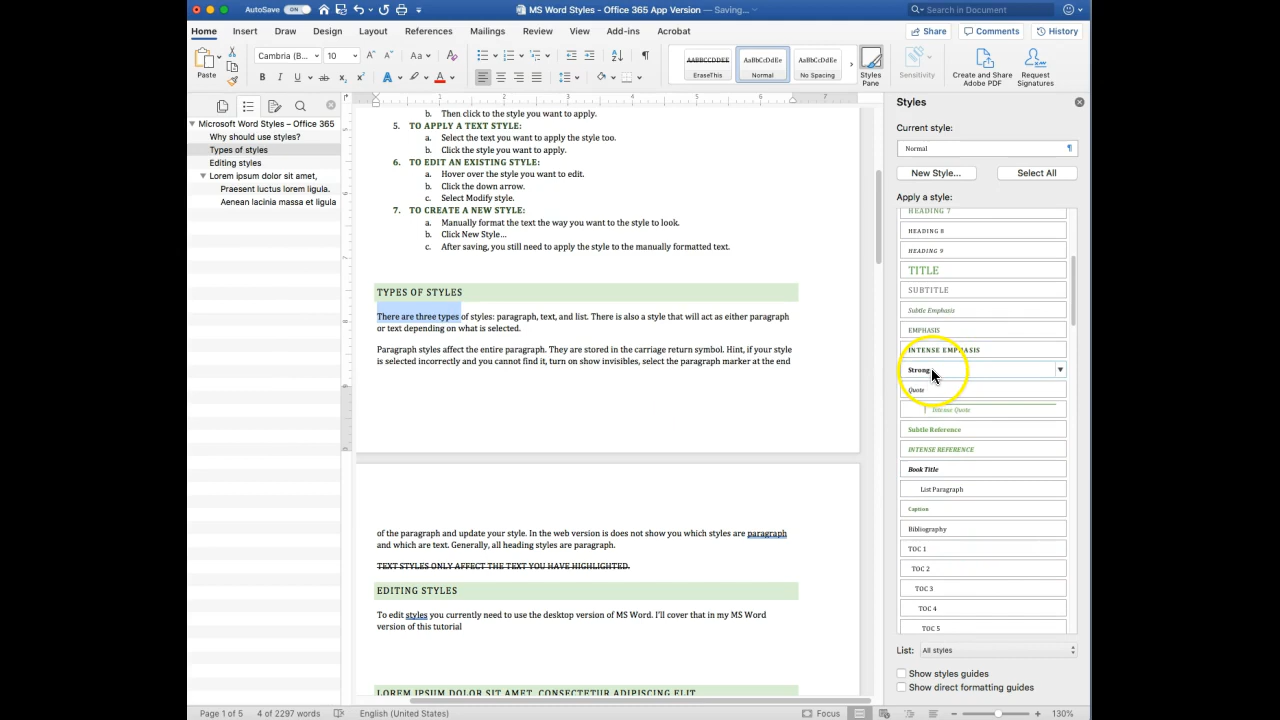 AutoSave ON
MS Word Styles - Office 365 App Version — Saving...
Search in Document
Home Insert Draw Design Layout References Mailings Review View Add-ins Acrobat
Share Comments History
Paste
Cambria (B... 10
AABBCCDDEE
EraseThis
AaBbCcDdEe
Normal
AaBbCcDdEe
No Spacing
Styles
Pane
Sensitivity
Create and Share
Adobe PDF
Request
Signatures
1 2 3 4 5 6 7
Microsoft Word Styles – Office 365
Why should use styles?
Types of styles
Editing styles
Lorem ipsum dolor sit amet,
Praesent luctus lorem ligula.
Aenean lacinia massa et ligula
b. Then click to the style you want to apply.
5. TO APPLY A TEXT STYLE:
a. Select the text you want to apply the style too.
b. Click the style you want to apply.
6. TO EDIT AN EXISTING STYLE:
a. Hover over the style you want to edit.
b. Click the down arrow.
c. Select Modify style.
7. TO CREATE A NEW STYLE:
a. Manually format the text the way you want to the style to look.
b. Click New Style...
c. After saving, you still need to apply the style to the manually formatted text.
TYPES OF STYLES
There are three types of styles: paragraph, text, and list. There is also a style that will act as either paragraph
or text depending on what is selected.
Paragraph styles affect the entire paragraph. They are stored in the carriage return symbol. Hint, if your style
is selected incorrectly and you cannot find it, turn on show invisibles, select the paragraph marker at the end
of the paragraph and update your style. In the web version is does not show you which styles are paragraph
and which are text. Generally, all heading styles are paragraph.
TEXT STYLES ONLY AFFECT THE TEXT YOU HAVE HIGHLIGHTED.
EDITING STYLES
To edit styles you currently need to use the desktop version of MS Word. I'll cover that in my MS Word
version of this tutorial
LOREM IPSUM DOLOR SIT AMET, CONSECTETUR ADIPISCING ELIT
Styles
Current style:
Normal
New Style... Select All
Apply a style:
HEADING 7
HEADING 8
HEADING 9
TITLE
SUBTITLE
Subtle Emphasis
EMPHASIS
INTENSE EMPHASIS
Strong
Quote
Intense Quote
Subtle Reference
INTENSE REFERENCE
Book Title
List Paragraph
Caption
Bibliography
TOC 1
TOC 2
TOC 3
TOC 4
TOC 5
List: All styles
Show styles guides
Show direct formatting guides
Page 1 of 5 4 of 2297 words English (United States) Focus 130%